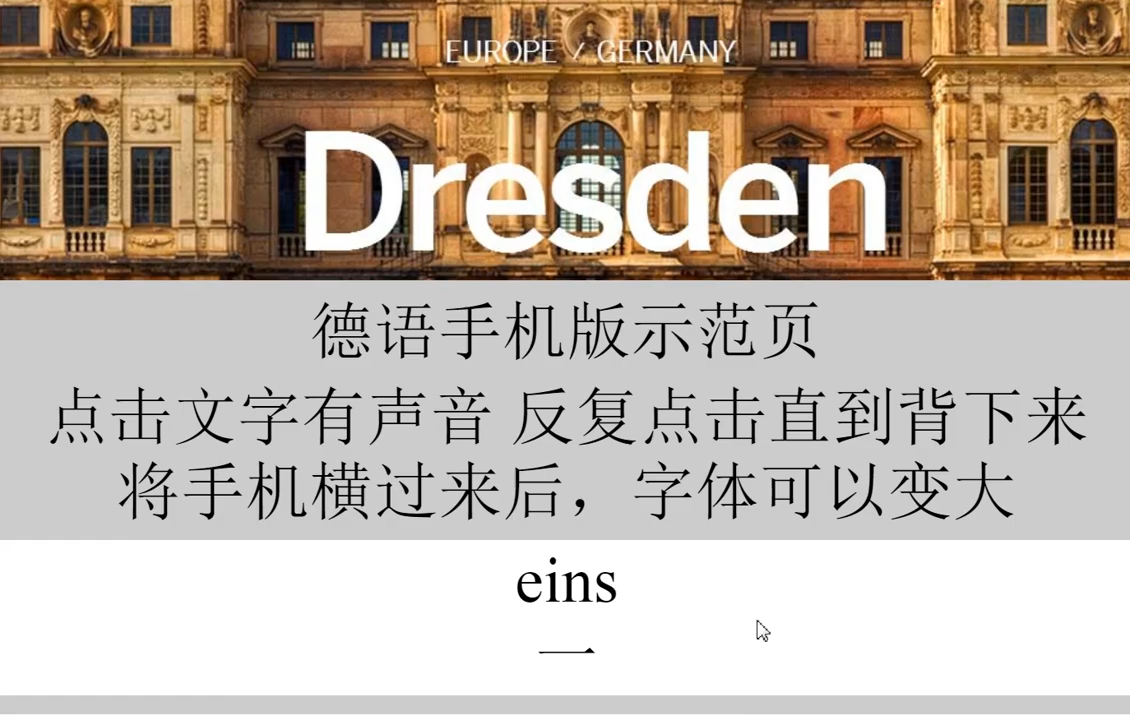 EUROPE / GERMANY
Dresden
德语手机版示范页
点击文字有声音 反复点击直到背下来
将手机横过来后，字体可以变大
eins
一